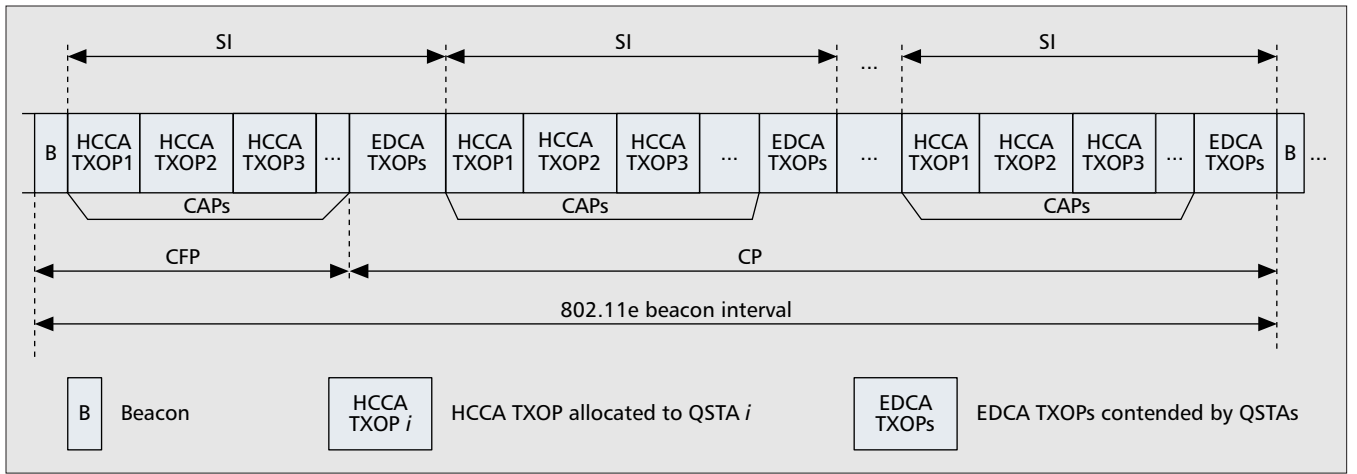 SI SI ... SI
B HCCA TXOP1 HCCA TXOP2 HCCA TXOP3 ... EDCA TXOPs HCCA TXOP1 HCCA TXOP2 HCCA TXOP3 ... EDCA TXOPs ... HCCA TXOP1 HCCA TXOP2 HCCA TXOP3 ... EDCA TXOPs B ...
CAPs CAPs CAPs
CFP CP
802.11e beacon interval
B Beacon HCCA TXOP i HCCA TXOP allocated to QSTA i EDCA TXOPs EDCA TXOPs contended by QSTAs